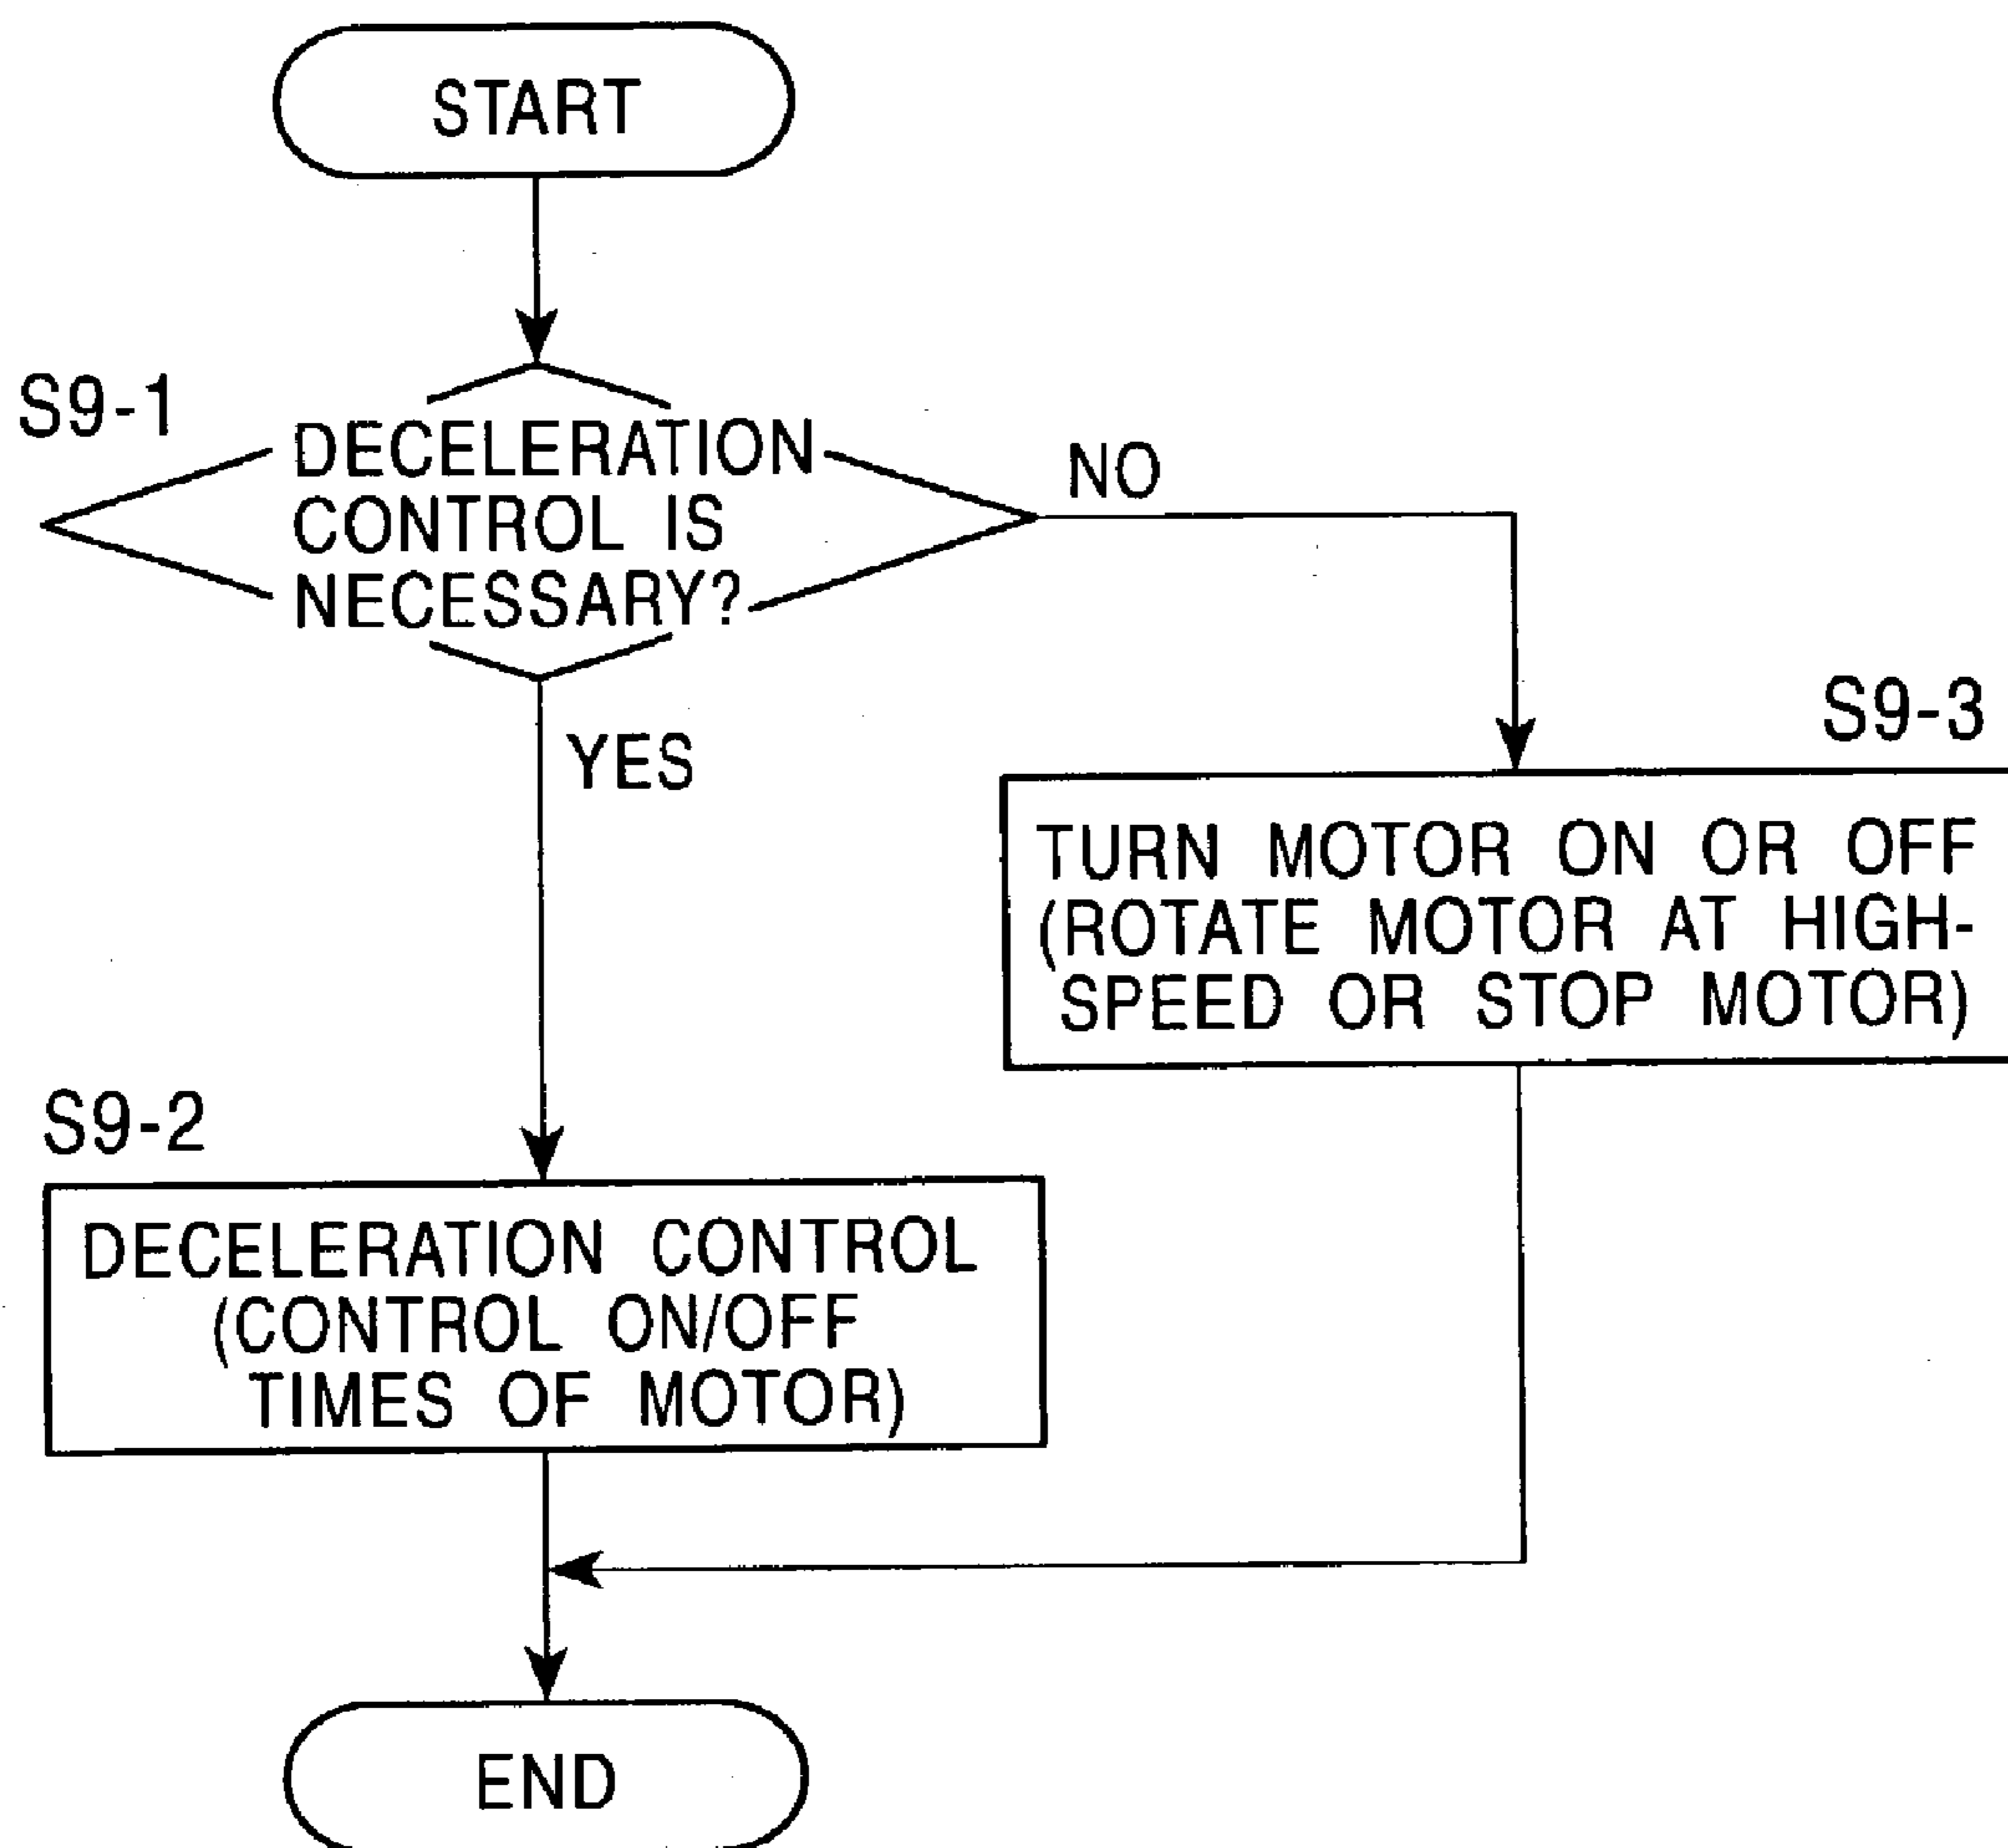 START
S9-1
DECELERATION
CONTROL IS
NECESSARY?
NO
YES
S9-3
TURN MOTOR ON OR OFF
(ROTATE MOTOR AT HIGH-
SPEED OR STOP MOTOR)
S9-2
DECELERATION CONTROL
(CONTROL ON/OFF
TIMES OF MOTOR)
END